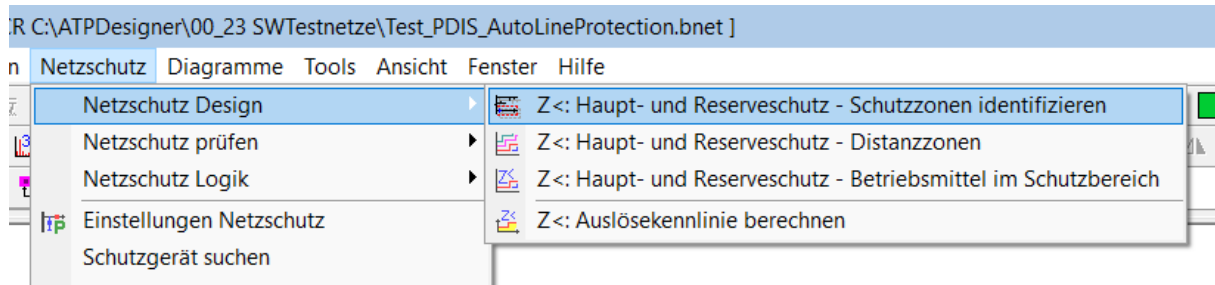 R C:\ATPDesigner\00_23 SWTestnetze\Test_PDIS_AutoLineProtection.bnet ]
n Netzschutz Diagramme Tools Ansicht Fenster Hilfe
Netzschutz Design
Z<: Haupt- und Reserveschutz - Schutzzonen identifizieren
Netzschutz prüfen
Z<: Haupt- und Reserveschutz - Distanzzonen
Netzschutz Logik
Z<: Haupt- und Reserveschutz - Betriebsmittel im Schutzbereich
Einstellungen Netzschutz
Z<: Auslösekennlinie berechnen
Schutzgerät suchen